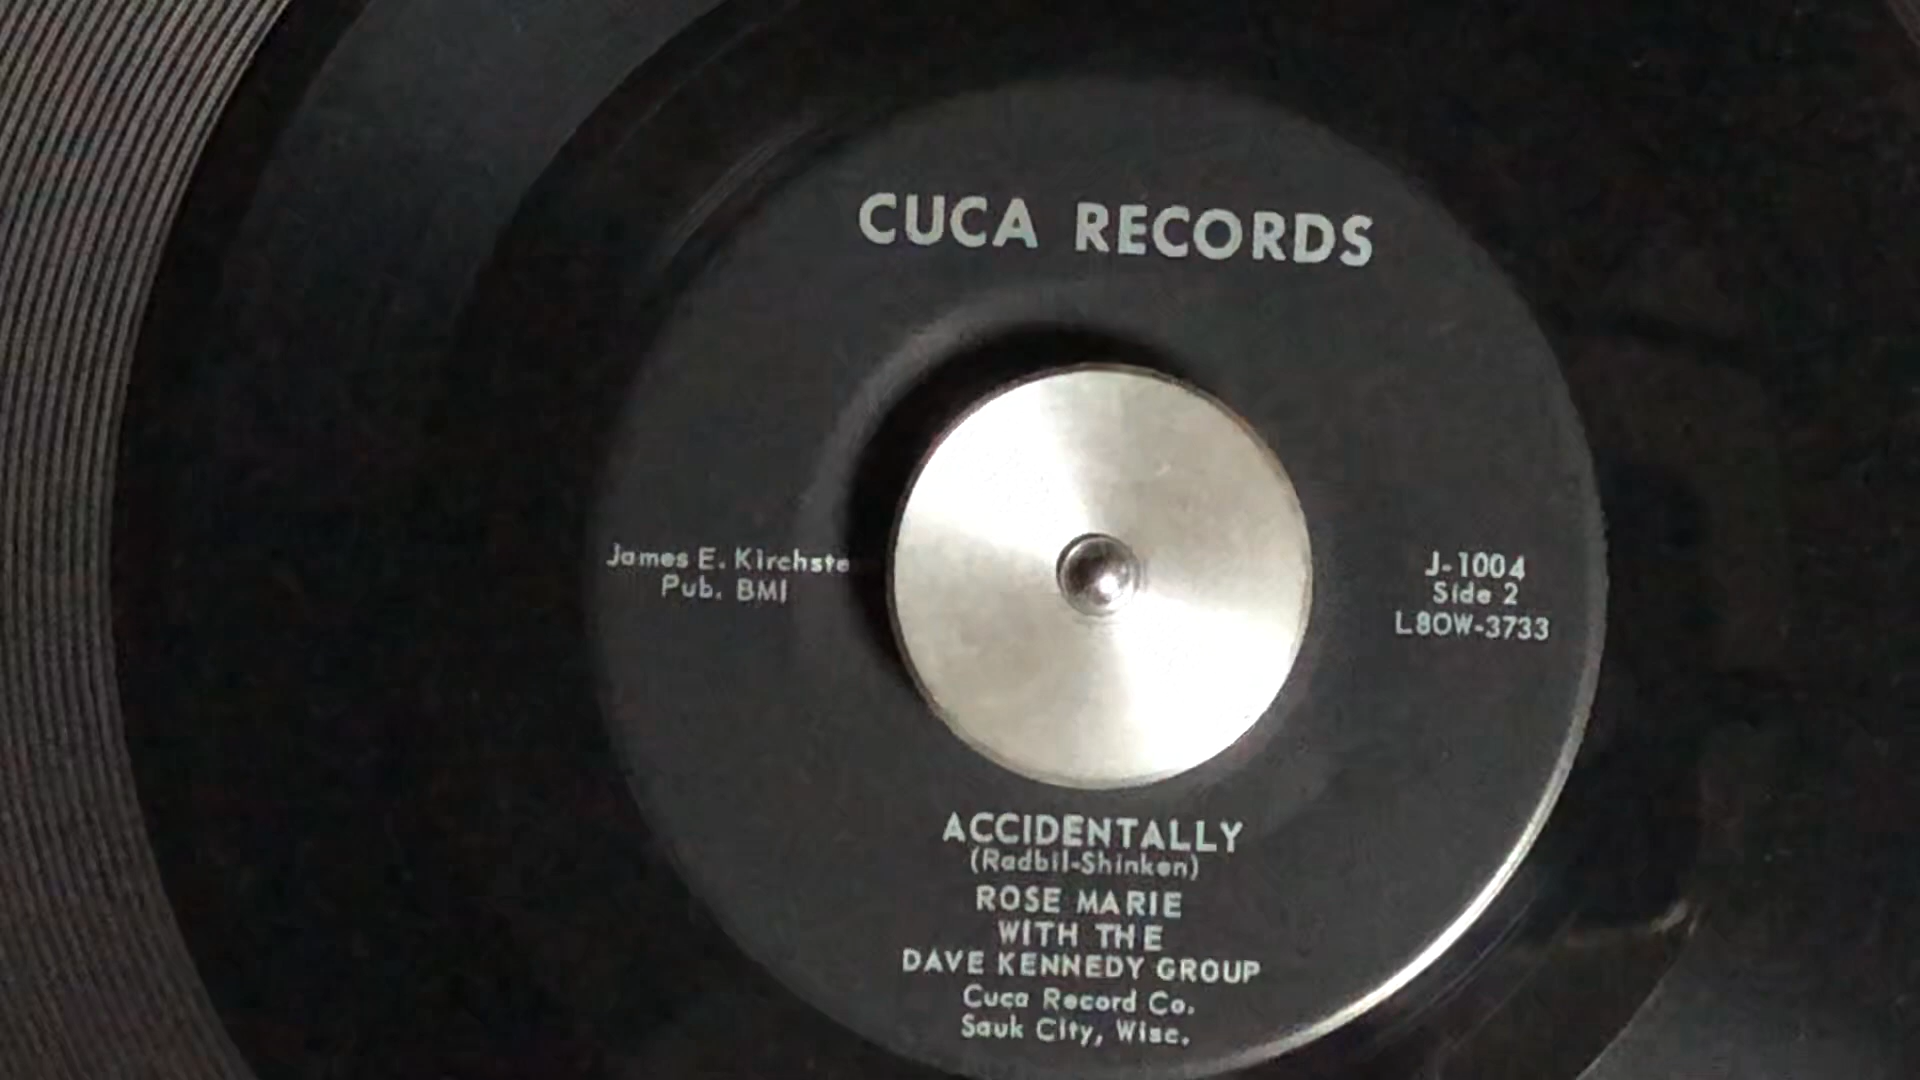 CUCA RECORDS
James E. Kirchste
Pub. BMI
J-1004
Side 2
L80W-3733
ACCIDENTALLY
(Radbil-Shinken)
ROSE MARIE
WITH THE
DAVE KENNEDY GROUP
Cuca Record Co.
Sauk City, Wisc.